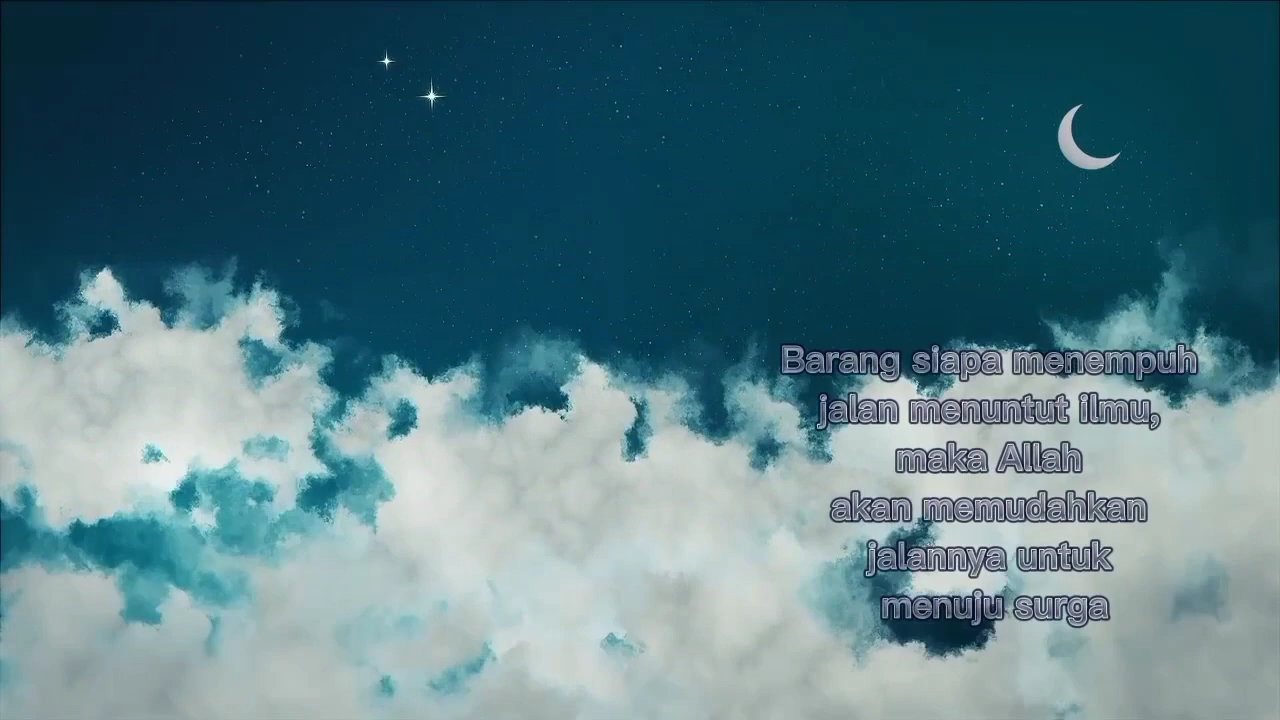 Barang siapa menempuh
jalan menuntut ilmu,
maka Allah
akan memudahkan
jalannya untuk
menuju surga